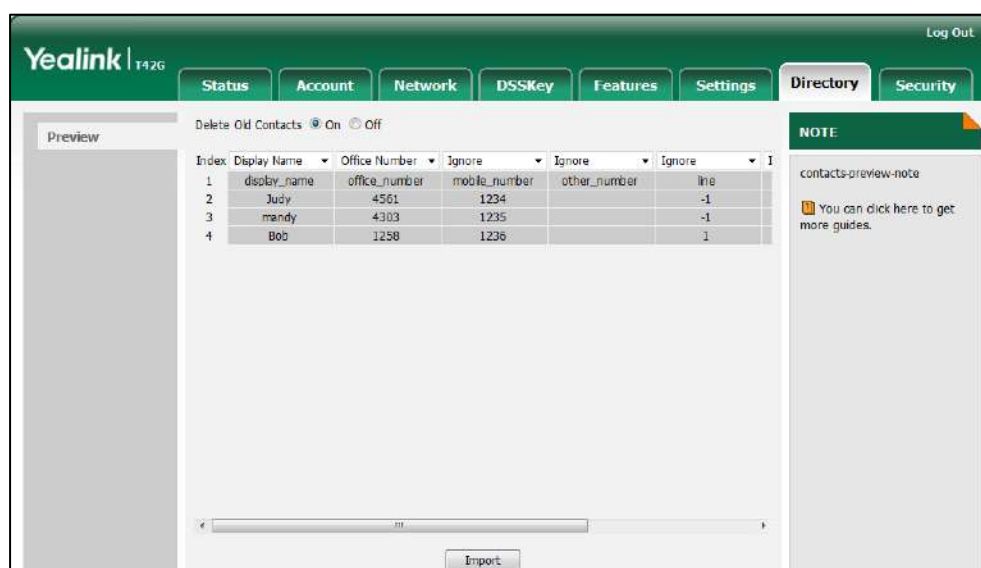 Log Out
Yealink T42G
Status Account Network DSSKey Features Settings Directory Security
Preview
Delete Old Contacts On Off
NOTE
Index Display Name Office Number Ignore Ignore Ignore
1 display_name office_number mobile_number other_number line
2 Judy 4561 1234 -1
3 mandy 4303 1235 -1
4 Bob 1258 1236 1
contacts-preview-note
You can click here to get
more guides.
Import